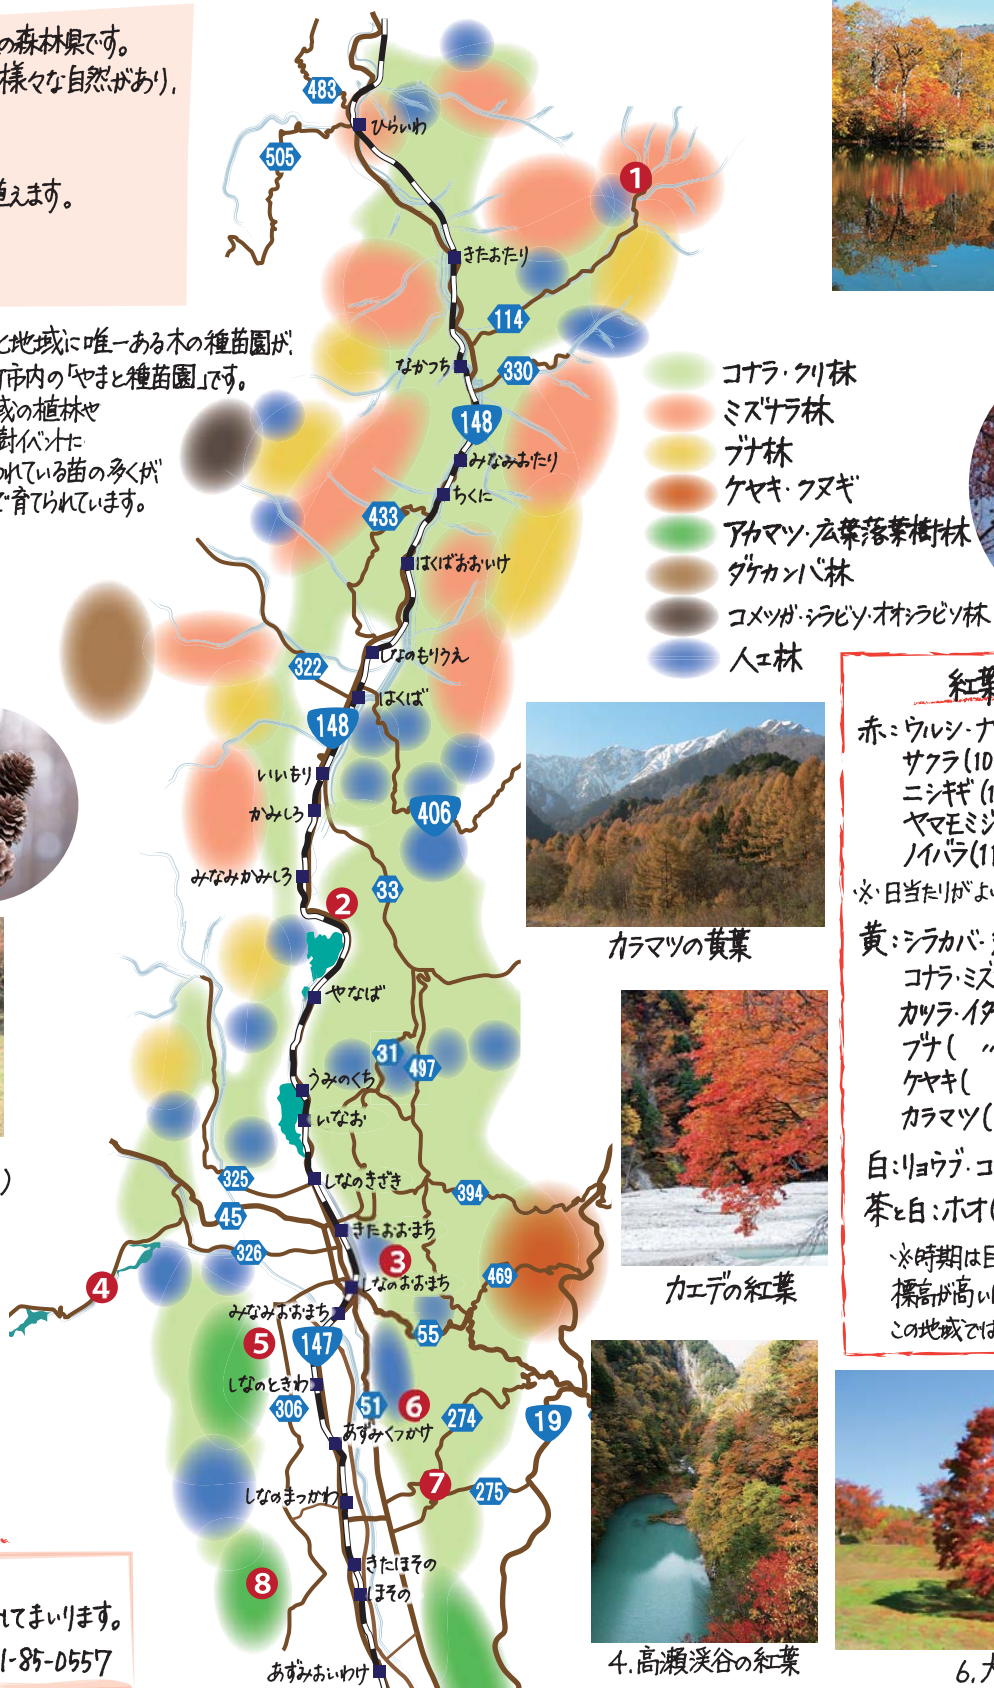 の森林県です。
様々な自然があり、
植えます。
と地域に唯一ある木の種苗園が、
町市内の「やまと種苗園」です。
域の植林や
樹イベントに
われている苗の多くが
で育てられています。
483
ひらいわ
505
1
きたおたり
114
なかつち
330
148
みなみおたり
ちくに
433
はくばおおいけ
しなのもりうえ
322
はくば
148
いいもり
かみしろ
406
みなみかみしろ
33
2
やなば
31
497
うみのくち
いなお
325
しなのきざき
394
45
きたおおまち
326
3
469
4
しなのおおまち
みなみおおまち
5
147
55
しなのときわ
306
51
6
274
19
あずみくつかけ
7
275
しなのまつかわ
きたほその
8
ほその
あずみおいわけ
コナラ・クリ林
ミズナラ林
ブナ林
ケヤキ・クヌギ
アカマツ・広葉落葉樹林
ダケカンバ林
コメツガ・シラビソ・オオシラビソ林
人工林
カラマツの黄葉
カエデの紅葉
4.高瀬渓谷の紅葉
紅葉
赤：ウルシ・ナ
サクラ(10
ニシキギ(1
ヤマモミジ
ノイバラ(11
※日当たりがよい
黄：シラカバ・
コナラ・ミズ
カツラ・イタ
ブナ( 〃
ケヤキ(
カラマツ(
白：リョウブ・コ
茶と白：ホオ(
※時期は目
標高が高い
この地域では
6.大
)
れてまいります。
1-85-0557